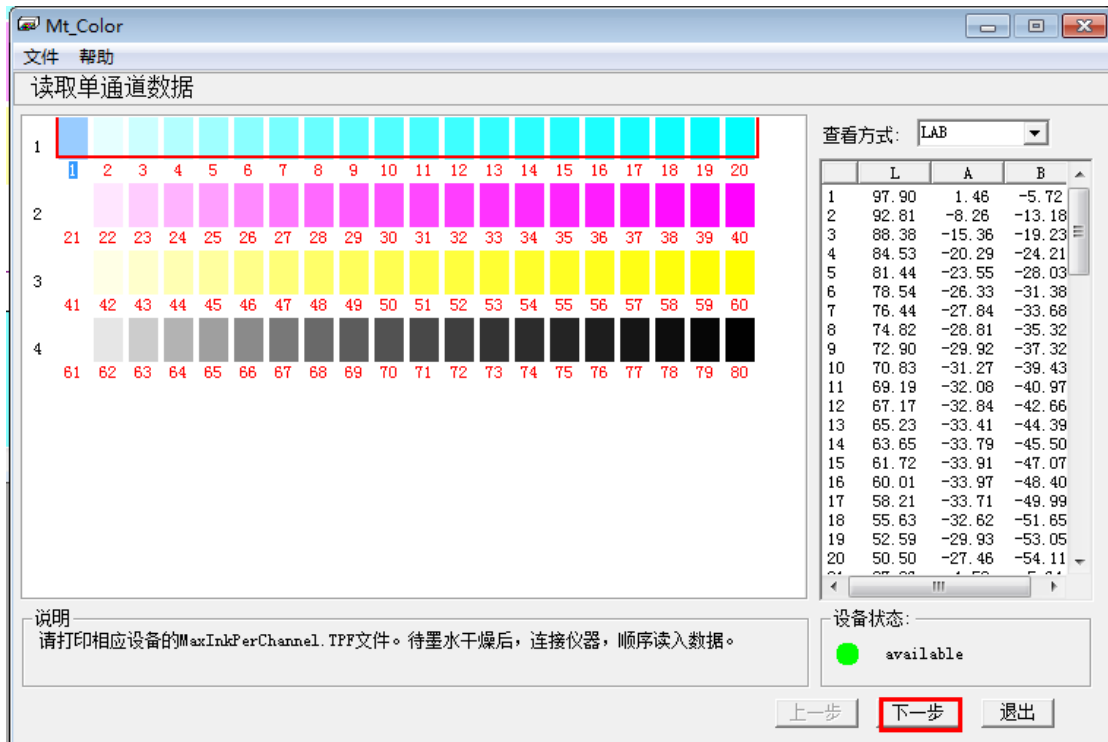 Mt_Color
文件 帮助
读取单通道数据
1
1 2 3 4 5 6 7 8 9 10 11 12 13 14 15 16 17 18 19 20
2
21 22 23 24 25 26 27 28 29 30 31 32 33 34 35 36 37 38 39 40
3
41 42 43 44 45 46 47 48 49 50 51 52 53 54 55 56 57 58 59 60
4
61 62 63 64 65 66 67 68 69 70 71 72 73 74 75 76 77 78 79 80
查看方式: LAB
L A B
1 97.90 1.46 -5.72
2 92.81 -8.26 -13.18
3 88.38 -15.36 -19.23
4 84.53 -20.29 -24.21
5 81.44 -23.55 -28.03
6 78.54 -26.33 -31.38
7 76.44 -27.84 -33.68
8 74.82 -28.81 -35.32
9 72.90 -29.92 -37.32
10 70.83 -31.27 -39.43
11 69.19 -32.08 -40.97
12 67.17 -32.84 -42.66
13 65.23 -33.41 -44.39
14 63.65 -33.79 -45.50
15 61.72 -33.91 -47.07
16 60.01 -33.97 -48.40
17 58.21 -33.71 -49.99
18 55.63 -32.62 -51.65
19 52.59 -29.93 -53.05
20 50.50 -27.46 -54.11
说明
请打印相应设备的MaxInkPerChannel.TPF文件。待墨水干燥后，连接仪器，顺序读入数据。
设备状态:
available
上一步 下一步 退出